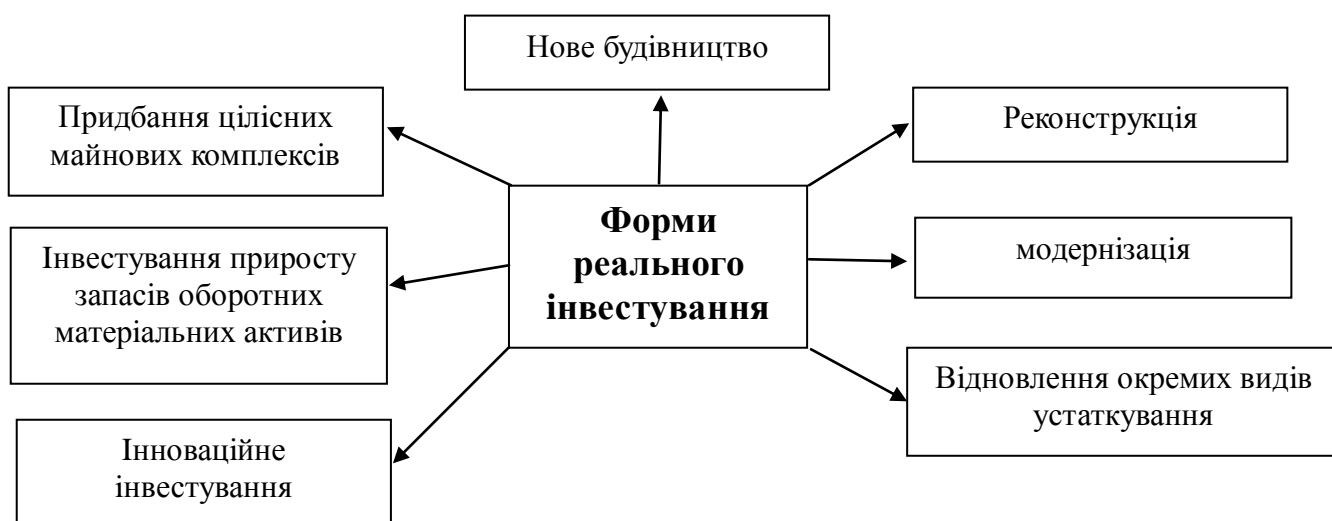 Нове будівництво
Придбання цілісних
майнових комплексів
Реконструкція
Форми
реального
інвестування
Інвестування приросту
запасів оборотних
матеріальних активів
модернізація
Відновлення окремих видів
устаткування
Інноваційне
інвестування